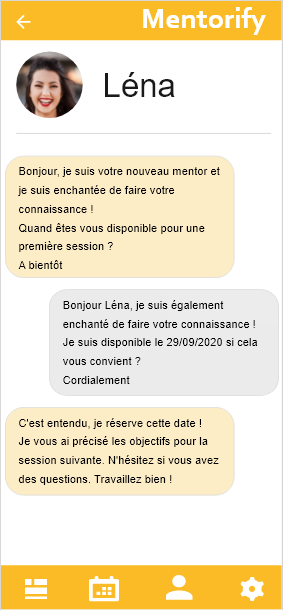 Mentorify
Léna
Bonjour, je suis votre nouveau mentor et
je suis enchantée de faire votre
connaissance !
Quand êtes vous disponible pour une
première session ?
A bientôt
Bonjour Léna, je suis également
enchanté de faire votre connaissance !
Je suis disponible le 29/09/2020 si cela
vous convient ?
Cordialement
C'est entendu, je réserve cette date !
Je vous ai précisé les objectifs pour la
session suivante. N'hésitez si vous avez
des questions. Travaillez bien !